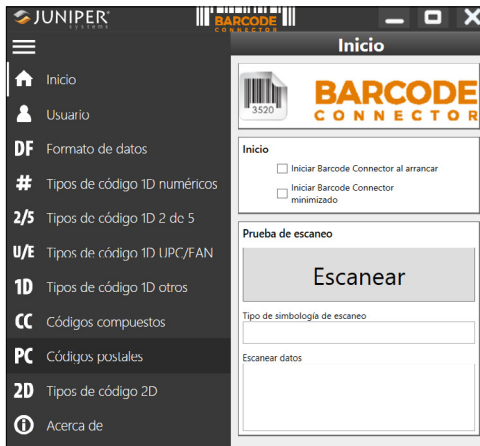 JUNIPER®
systems
BARCODE
CONNECTOR
Inicio
Inicio
Usuario
DF Formato de datos
# Tipos de código 1D numéricos
2/5 Tipos de código 1D 2 de 5
U/E Tipos de código 1D UPC/EAN
1D Tipos de código 1D otros
CC Códigos compuestos
PC Códigos postales
2D Tipos de código 2D
Acerca de
3520
BARCODE
CONNECTOR
Inicio
Iniciar Barcode Connector al arrancar
Iniciar Barcode Connector
minimizado
Prueba de escaneo
Escanear
Tipo de simbología de escaneo
Escanear datos